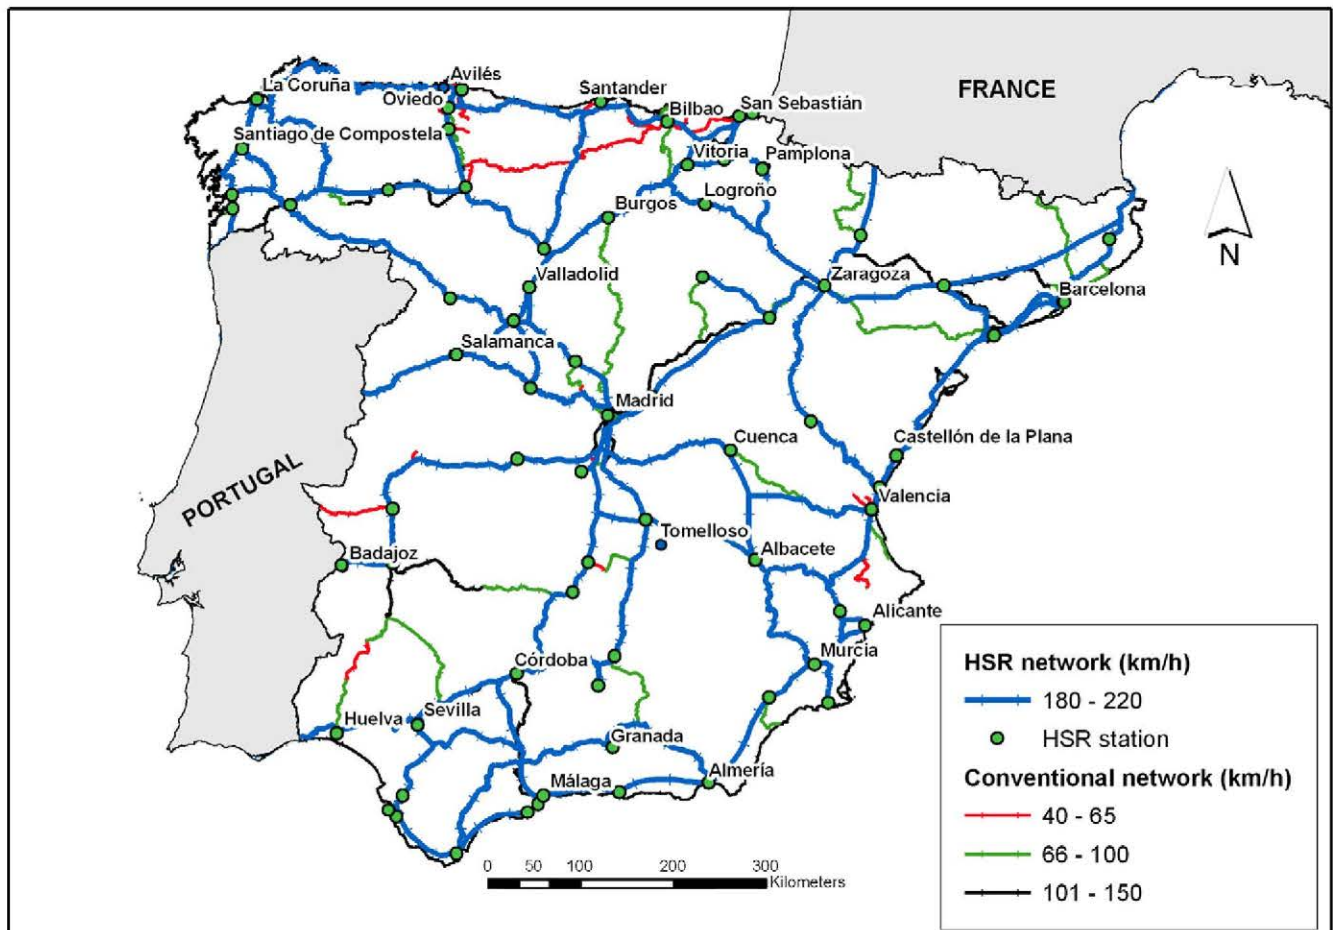 FRANCE
Avilés
La Coruña
Oviedo
Santander
Bilbao
San Sebastián
Santiago de Compostela
Vitoria
Pamplona
Logroño
Burgos
N
Valladolid
Zaragoza
Barcelona
Salamanca
Madrid
Cuenca
Castellón de la Plana
PORTUGAL
Valencia
Tomelloso
Badajoz
Albacete
Alicante
Murcia
Córdoba
Huelva
Sevilla
Granada
Málaga
Almería
0 50 100 200 300
Kilometers
HSR network (km/h)
180 - 220
HSR station
Conventional network (km/h)
40 - 65
66 - 100
101 - 150